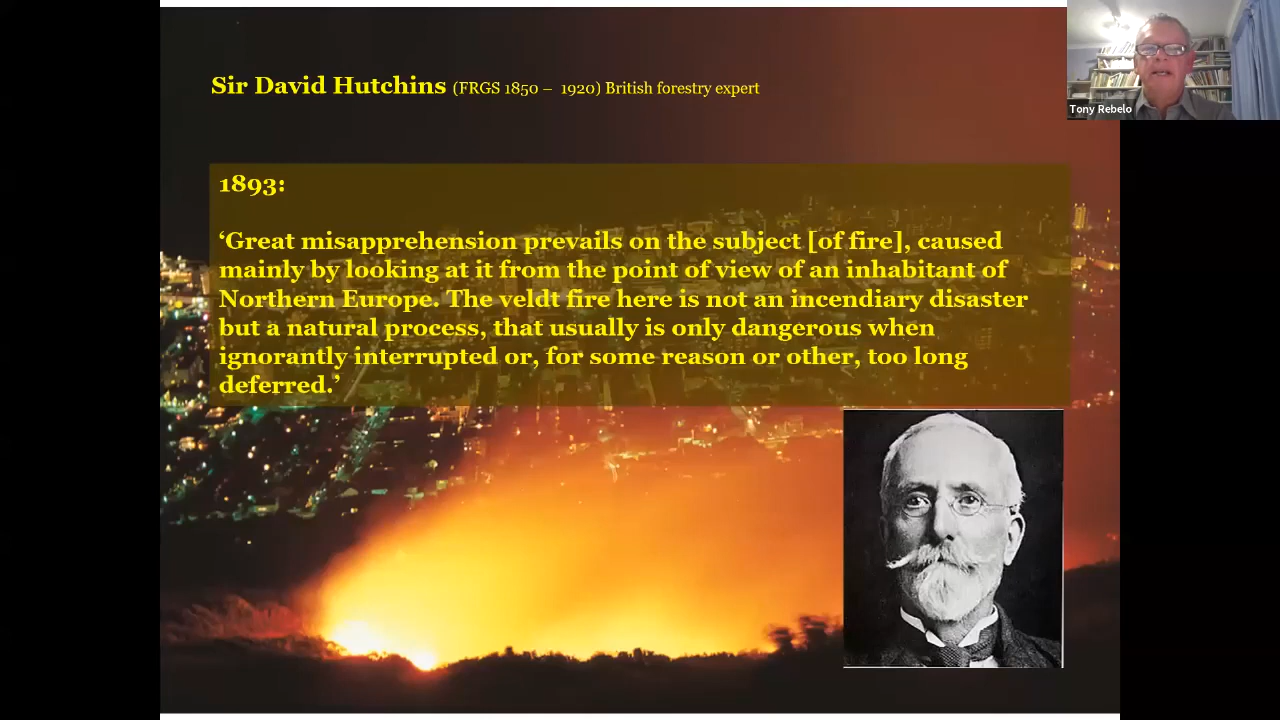 Sir David Hutchins (FRGS 1850 – 1920) British forestry expert
Tony Rebelo
1893:
‘Great misapprehension prevails on the subject [of fire], caused
mainly by looking at it from the point of view of an inhabitant of
Northern Europe. The veldt fire here is not an incendiary disaster
but a natural process, that usually is only dangerous when
ignorantly interrupted or, for some reason or other, too long
deferred.’